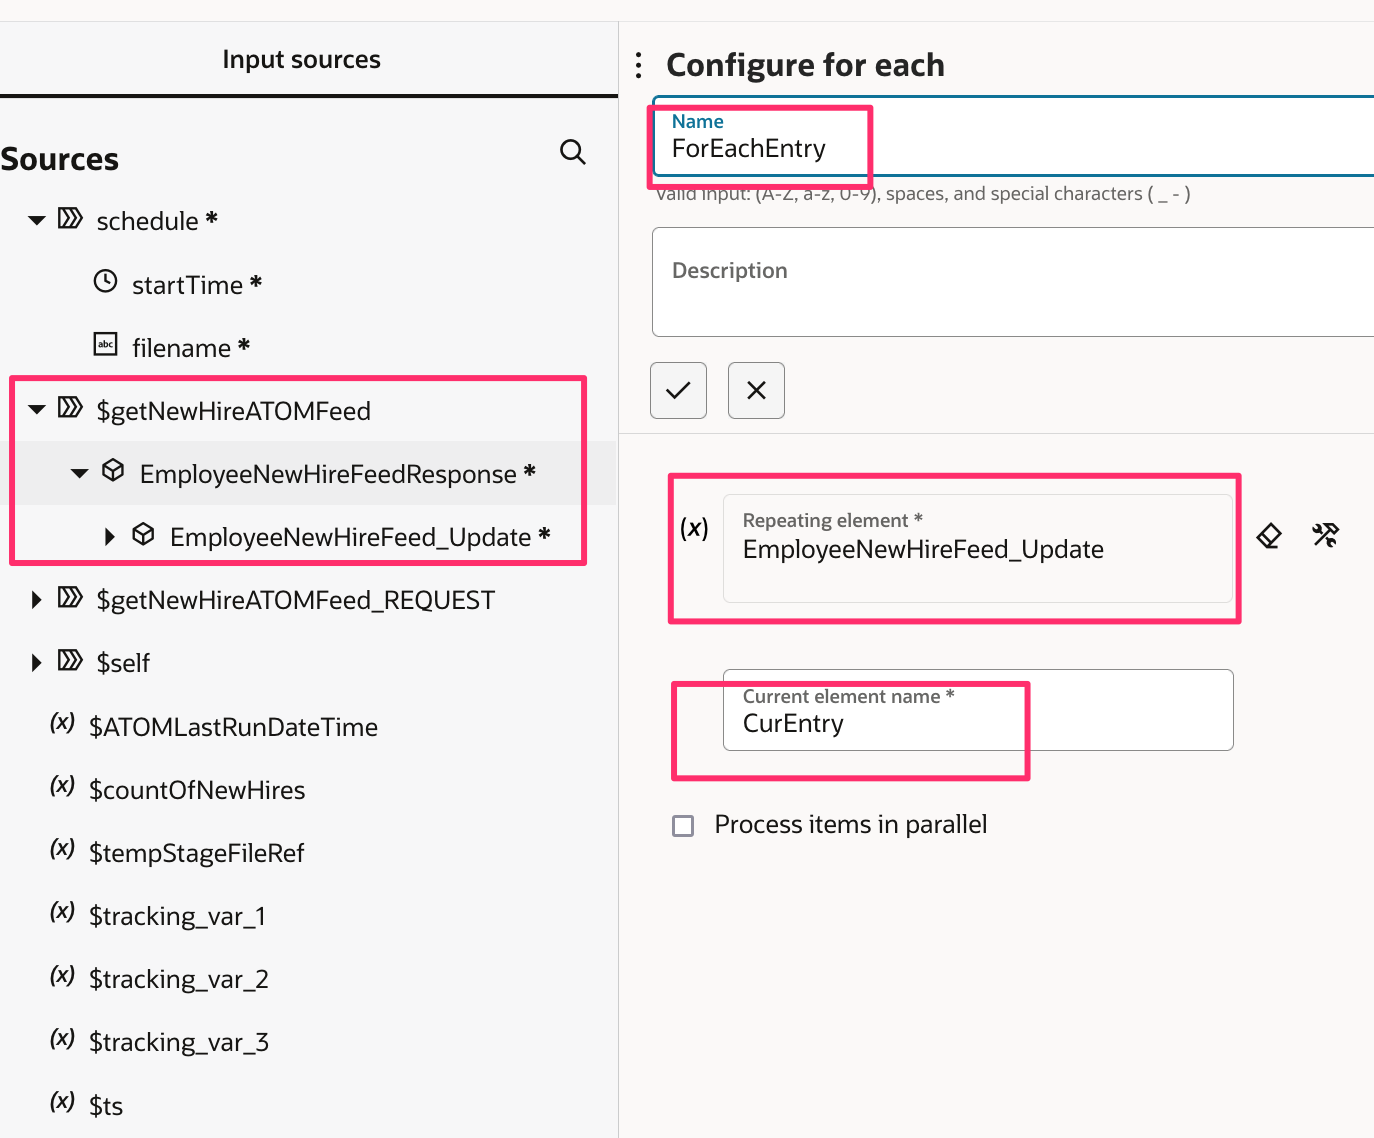 Input sources
Sources
schedule *
startTime *
abc
filename *
$getNewHireATOMFeed
EmployeeNewHireFeedResponse *
EmployeeNewHireFeed_Update *
$getNewHireATOMFeed_REQUEST
$self
(x) $ATOMLastRunDateTime
(x) $countOfNewHires
(x) $tempStageFileRef
(x) $tracking_var_1
(x) $tracking_var_2
(x) $tracking_var_3
(x) $ts
Configure for each
Name
ForEachEntry
Valid input: (A-Z, a-z, 0-9), spaces, and special characters ( _ - )
Description
(x)
Repeating element *
EmployeeNewHireFeed_Update
Current element name *
CurEntry
Process items in parallel